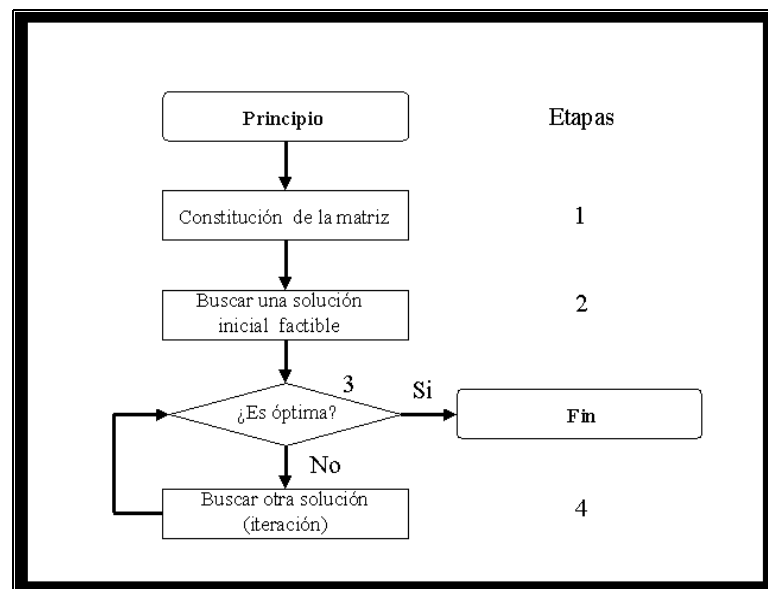 Principio
Etapas
Constitución de la matriz
1
Buscar una solución
inicial factible
2
3
Si
¿Es óptima?
Fin
No
Buscar otra solución
(iteración)
4